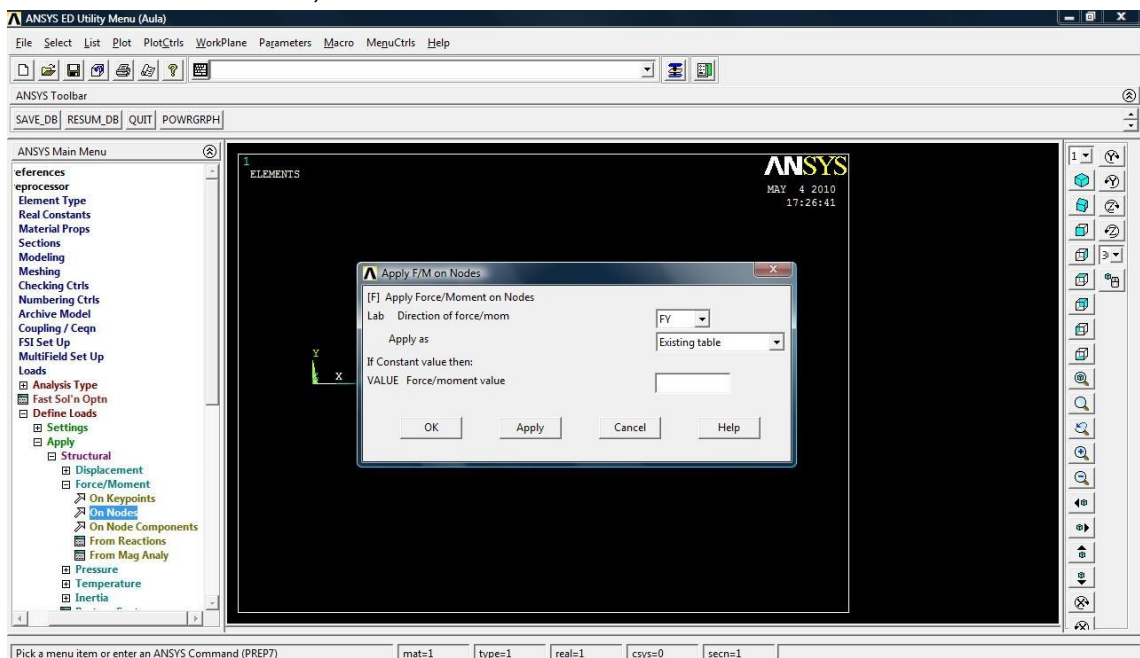 ANSYS ED Utility Menu (Aula)
File Select List Plot PlotCtrls WorkPlane Parameters Macro MenuCtrls Help
ANSYS Toolbar
SAVE_DB RESUM_DB QUIT POWRGRPH
ANSYS Main Menu
eferences
eprocessor
Element Type
Real Constants
Material Props
Sections
Modeling
Meshing
Checking Ctrls
Numbering Ctrls
Archive Model
Coupling / Ceqn
FSI Set Up
MultiField Set Up
Loads
Analysis Type
Fast Sol'n Optn
Define Loads
Settings
Apply
Structural
Displacement
Force/Moment
On Keypoints
On Nodes
On Node Components
From Reactions
From Mag Analy
Pressure
Temperature
Inertia
1
ELEMENTS
ANSYS
MAY 4 2010
17:26:41
Y
X
Apply F/M on Nodes
[F] Apply Force/Moment on Nodes
Lab Direction of force/mom FY
Apply as Existing table
If Constant value then:
VALUE Force/moment value
OK Apply Cancel Help
1
Pick a menu item or enter an ANSYS Command (PREP7) mat=1 type=1 real=1 csys=0 secn=1